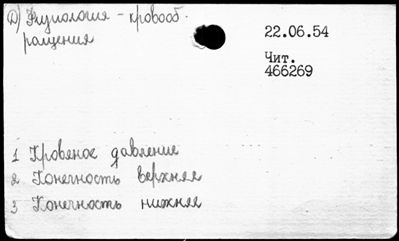 Д) Физиология - кровооб.
ращения
22.06.54
Чит.
466269
1 Кровяное давление
2 Конечность верхняя
3 Конечность нижняя